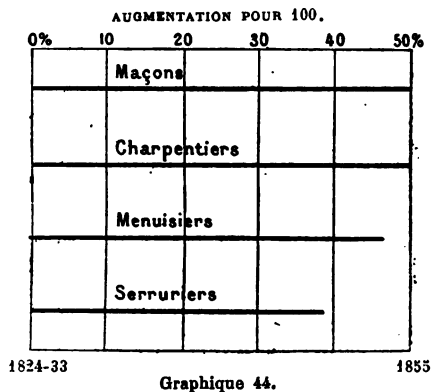 AUGMENTATION POUR 100.
0% 10 20 30 40 50%
Maçons
Charpentiers
Menuisiers
Serruriers
1824-33 1855
Graphique 44.